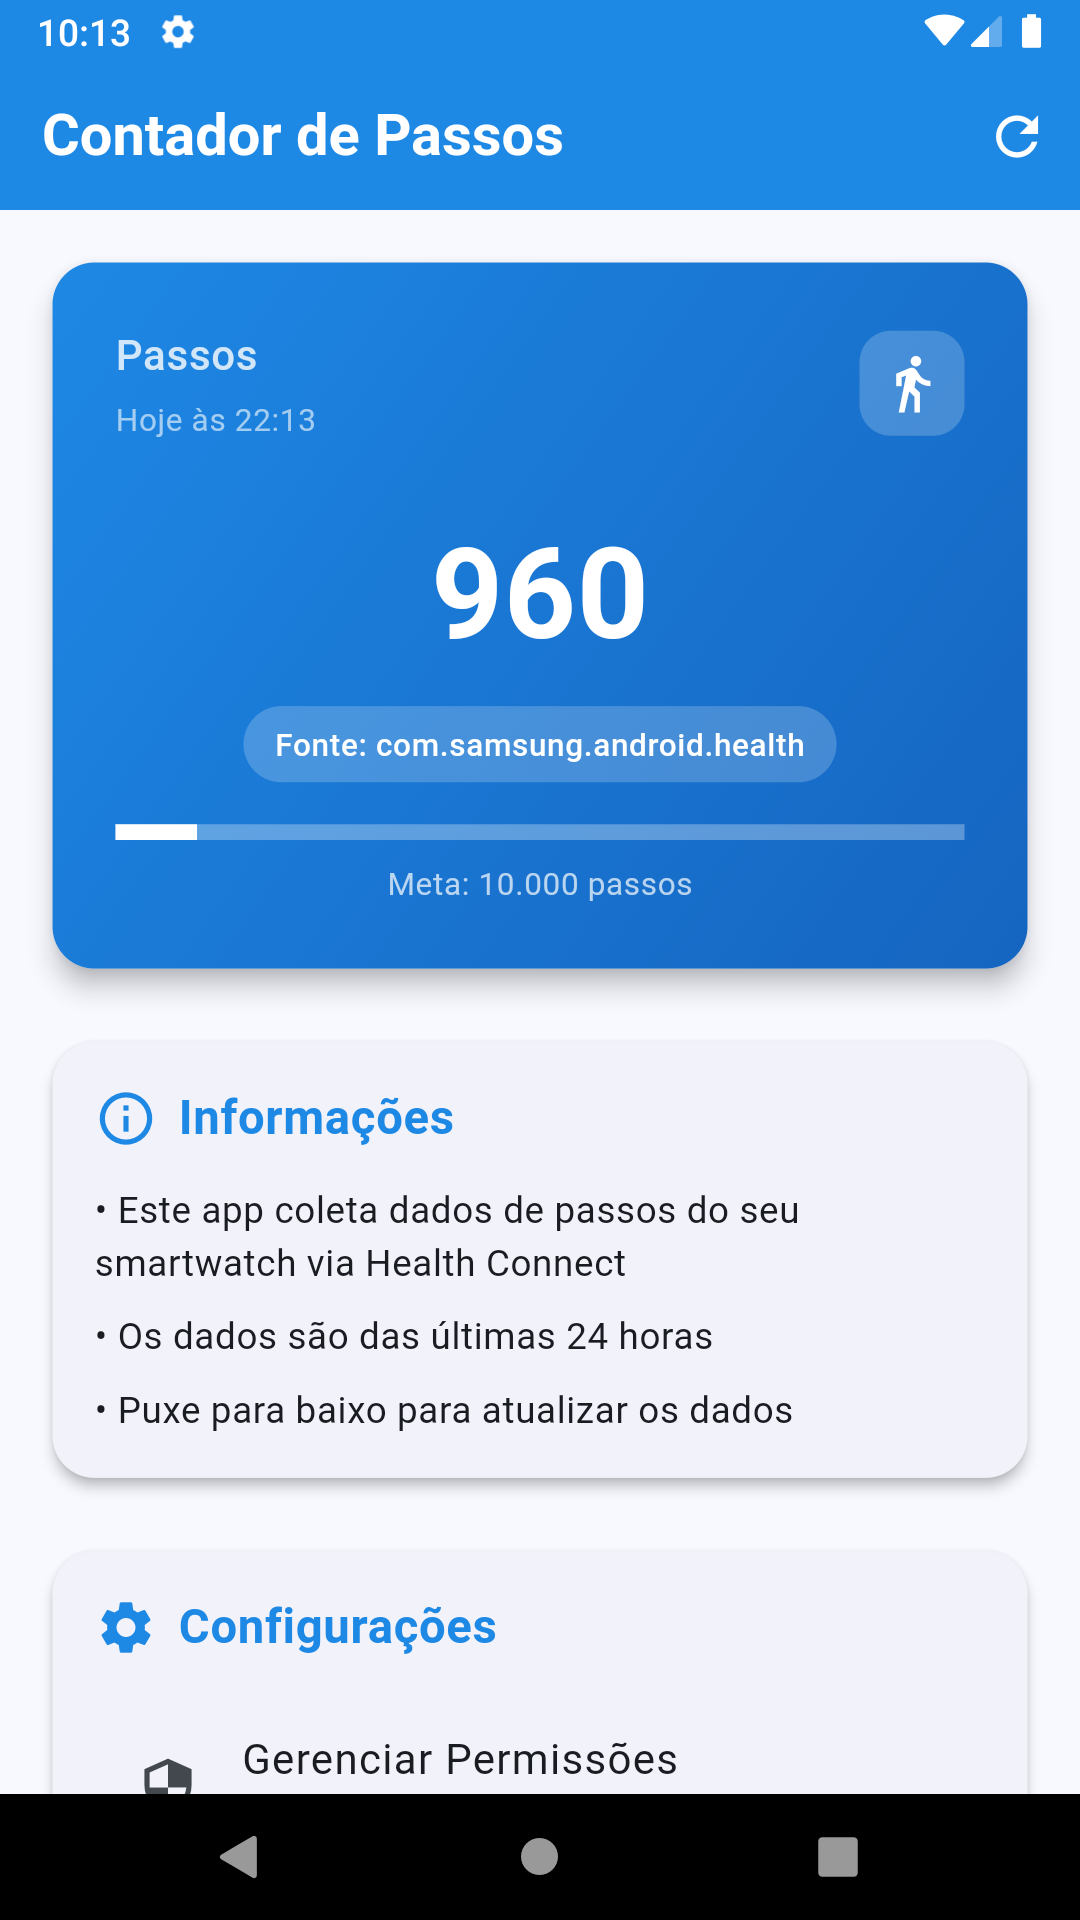 10:13
Contador de Passos
Passos
Hoje às 22:13
960
Fonte: com.samsung.android.health
Meta: 10.000 passos
Informações
• Este app coleta dados de passos do seu
smartwatch via Health Connect
• Os dados são das últimas 24 horas
• Puxe para baixo para atualizar os dados
Configurações
Gerenciar Permissões